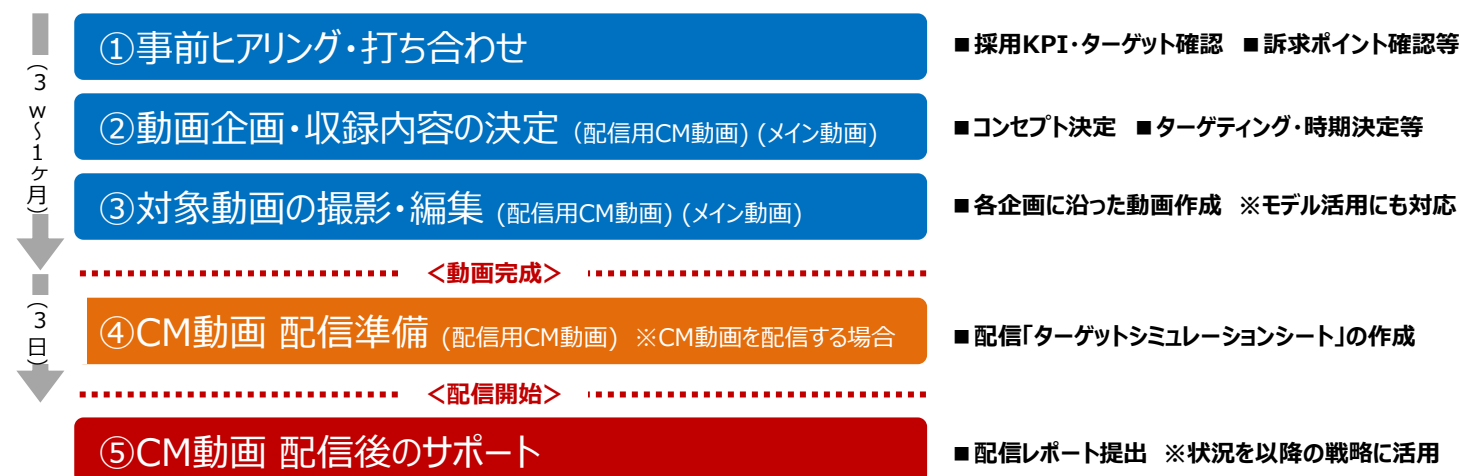 ①事前ヒアリング・打ち合わせ
■採用KPI・ターゲット確認 ■訴求ポイント確認等
(3w~1ヶ月)
②動画企画・収録内容の決定 (配信用CM動画) (メイン動画)
■コンセプト決定 ■ターゲティング・時期決定等
③対象動画の撮影・編集 (配信用CM動画) (メイン動画)
■各企画に沿った動画作成 ※モデル活用にも対応
<動画完成>
(3日)
④CM動画 配信準備 (配信用CM動画) ※CM動画を配信する場合
■配信「ターゲットシミュレーションシート」の作成
<配信開始>
⑤CM動画 配信後のサポート
■配信レポート提出 ※状況を以降の戦略に活用